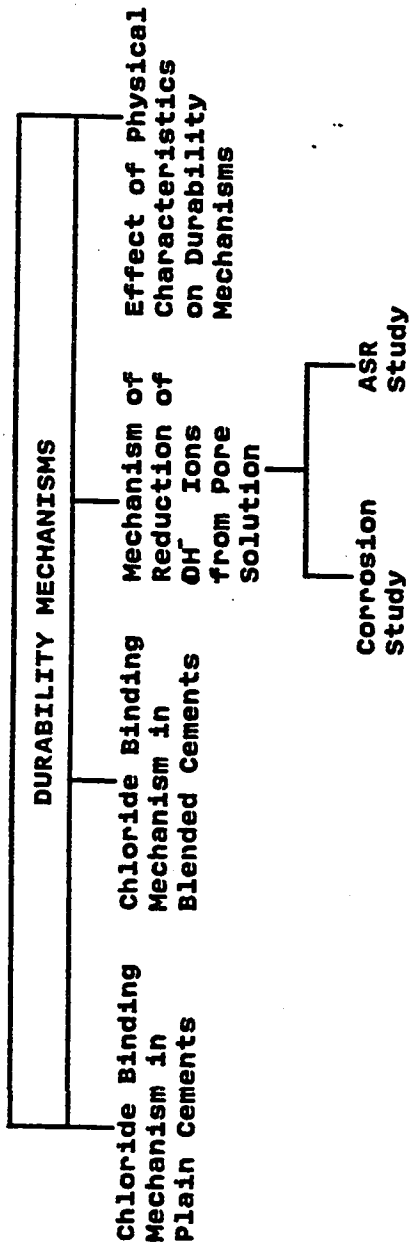 DURABILITY MECHANISMS
Chloride Binding
Mechanism in
Plain Cements
Chloride Binding
Mechanism in
Blended Cements
Mechanism of
Reduction of
OH⁻ Ions
from Pore
Solution
Effect of Physical
Characteristics
on Durability
Mechanisms
Corrosion
Study
ASR
Study